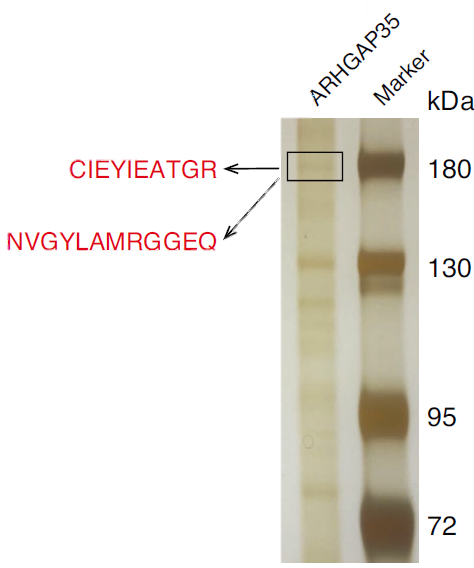 ARHGAP35
Marker
kDa
CIEYIEATGR
180
NVGYLAMRGGEQ
130
95
72